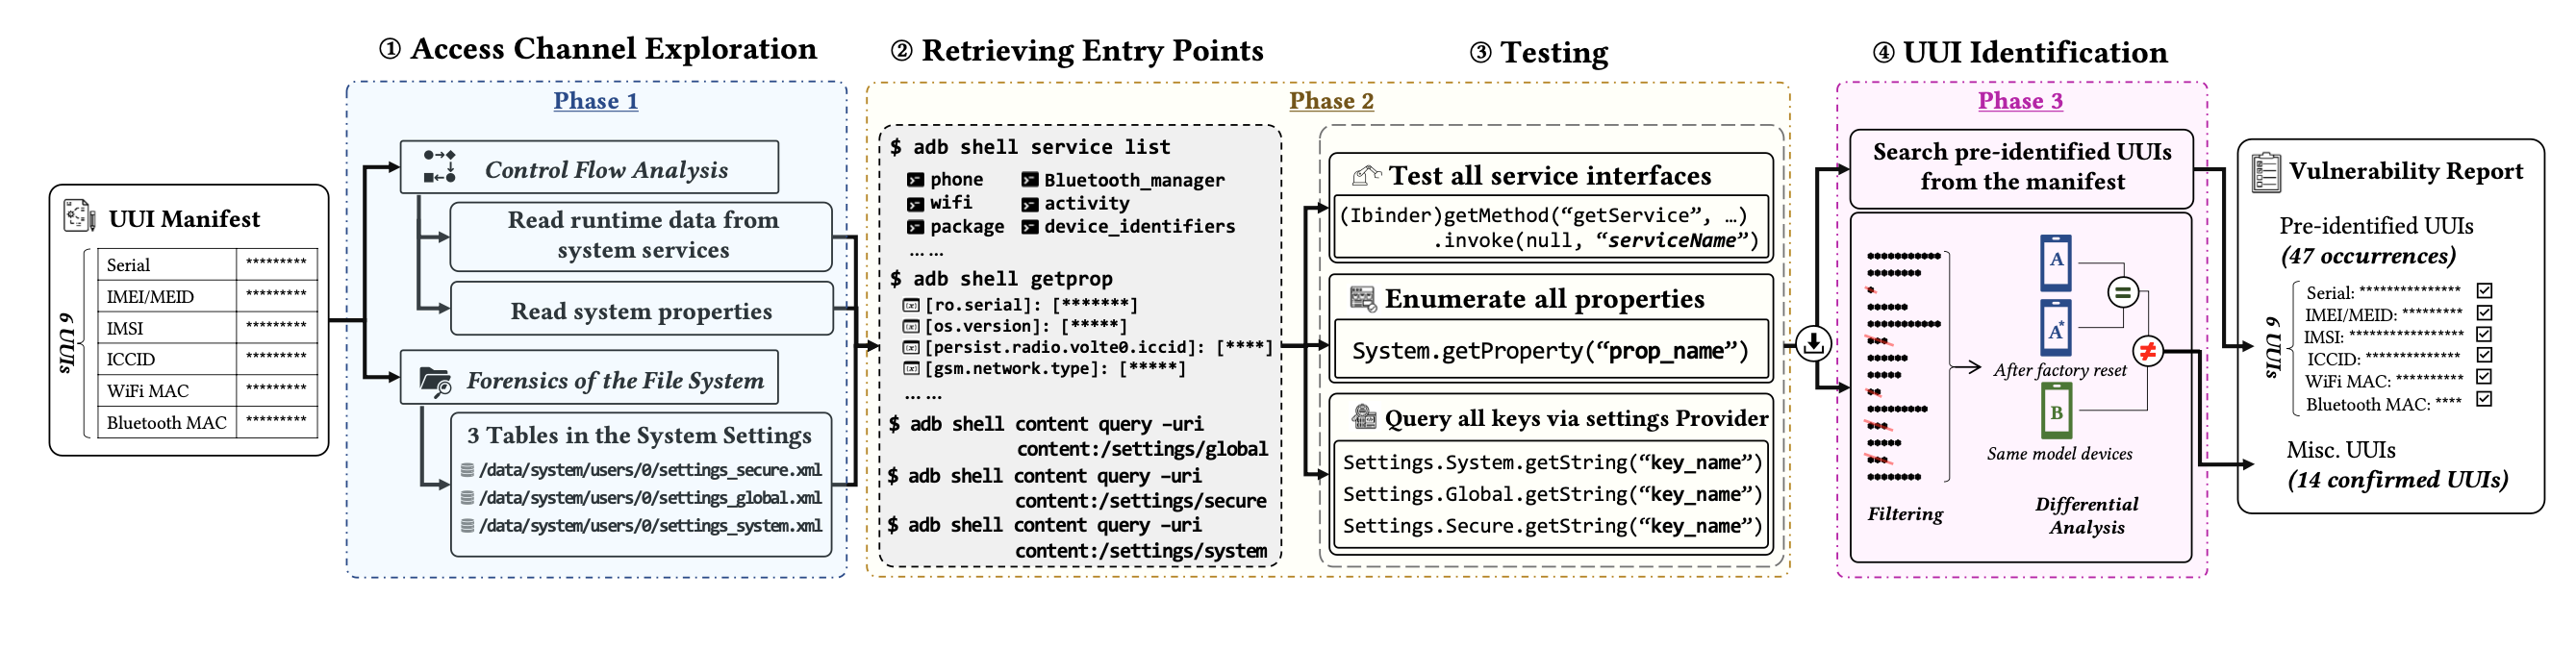 ① Access Channel Exploration
② Retrieving Entry Points
③ Testing
④ UUI Identification
UUI Manifest
6 UUIs
Serial *********
IMEI/MEID *********
IMSI *********
ICCID *********
WiFi MAC *********
Bluetooth MAC *********
Phase 1
Control Flow Analysis
Read runtime data from
system services
Read system properties
Forensics of the File System
3 Tables in the System Settings
/data/system/users/0/settings_secure.xml
/data/system/users/0/settings_global.xml
/data/system/users/0/settings_system.xml
Phase 2
$ adb shell service list
phone Bluetooth_manager
wifi activity
package device_identifiers
... ...
$ adb shell getprop
[ro.serial]: [*******]
[os.version]: [*****]
[persist.radio.volte0.iccid]: [****]
[gsm.network.type]: [*****]
... ...
$ adb shell content query –uri
content:/settings/global
$ adb shell content query –uri
content:/settings/secure
$ adb shell content query –uri
content:/settings/system
Test all service interfaces
(Ibinder)getMethod(“getService”, …)
.invoke(null, “serviceName”)
Enumerate all properties
System.getProperty(“prop_name”)
Query all keys via settings Provider
Settings.System.getString(“key_name”)
Settings.Global.getString(“key_name”)
Settings.Secure.getString(“key_name”)
Phase 3
Search pre-identified UUIs
from the manifest
A
=
A*
≠
After factory reset
B
Same model devices
Filtering
Differential
Analysis
Vulnerability Report
Pre-identified UUIs
(47 occurrences)
6 UUIs
Serial: ***************
IMEI/MEID: *********
IMSI: *****************
ICCID: **************
WiFi MAC: **********
Bluetooth MAC: ****
Misc. UUIs
(14 confirmed UUIs)